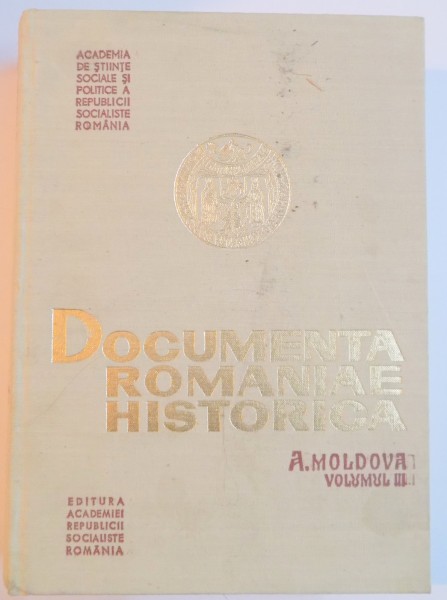 ACADEMIA
DE ȘTIINȚE
SOCIALE ȘI
POLITICE A
REPUBLICII
SOCIALISTE
ROMÂNIA
DOCUMENTA
ROMANIAE
HISTORICA
A. MOLDOVA
VOLUMUL III
EDITURA
ACADEMIEI
REPUBLICII
SOCIALISTE
ROMÂNIA